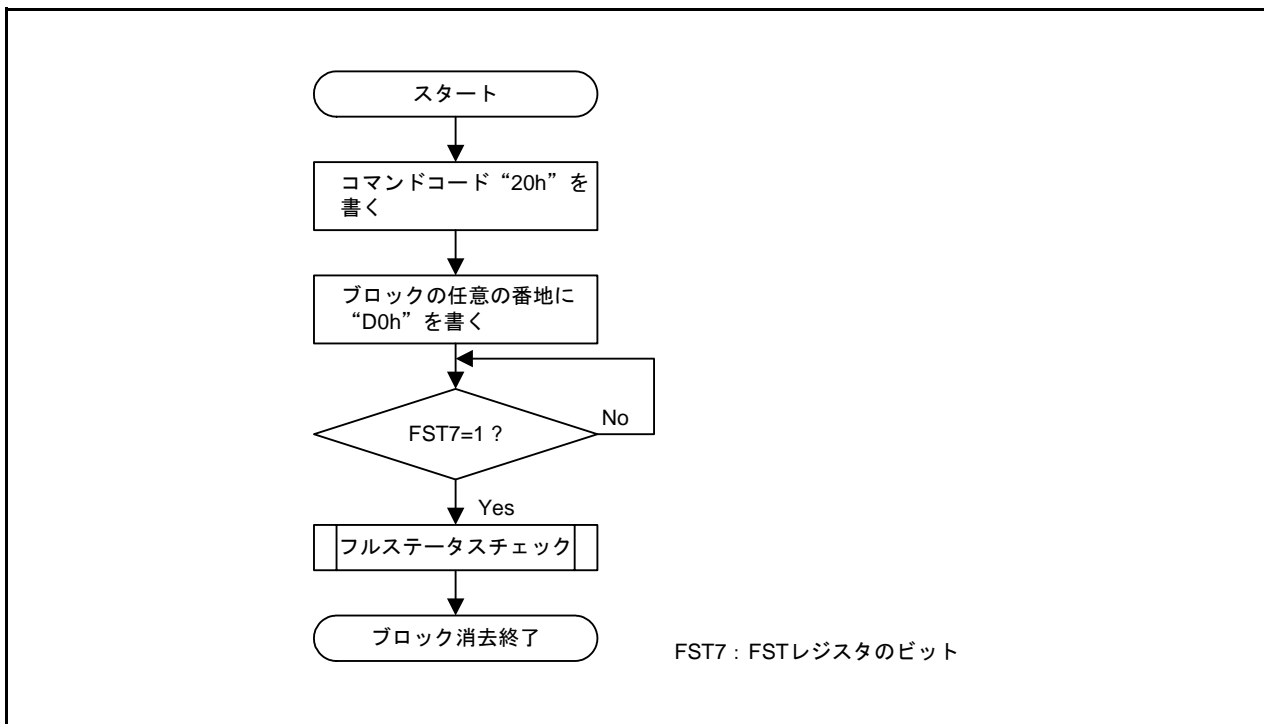 スタート
コマンドコード“20h”を
書く
ブロックの任意の番地に
“D0h”を書く
FST7=1 ?
No
Yes
フルステータスチェック
ブロック消去終了
FST7 : FSTレジスタのビット